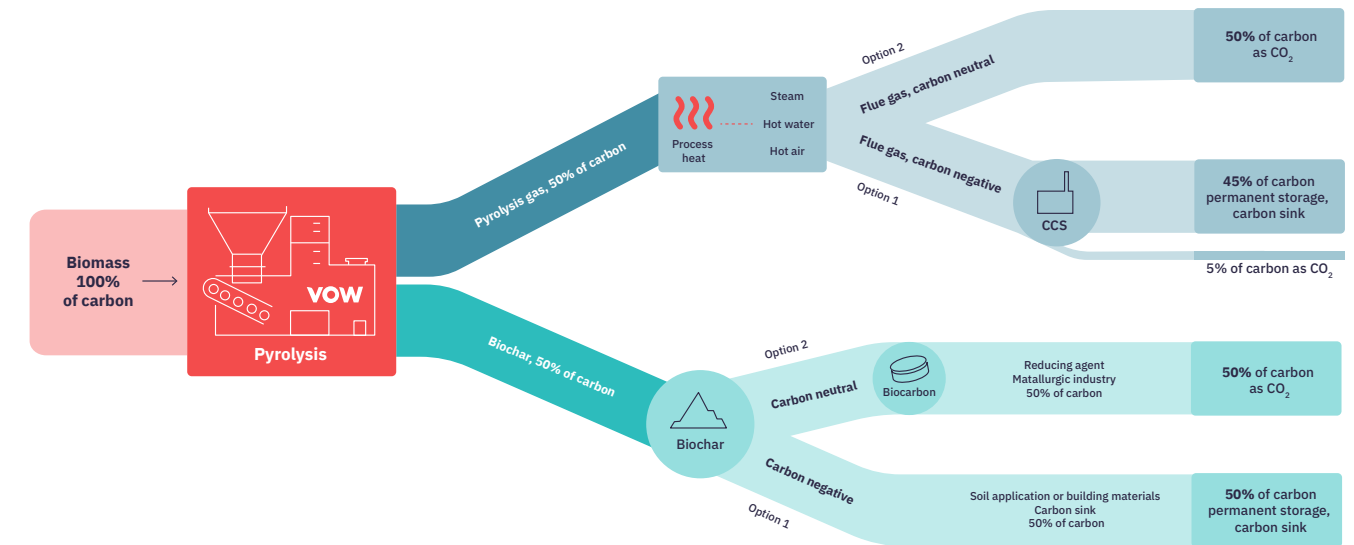 Biomass
100%
of carbon
VOW
Pyrolysis
Pyrolysis gas, 50% of carbon
Biochar, 50% of carbon
Process
heat
Steam
Hot water
Hot air
Option 2
Flue gas, carbon neutral
50% of carbon
as CO₂
Flue gas, carbon negative
Option 1
CCS
45% of carbon
permanent storage,
carbon sink
5% of carbon as CO₂
Biochar
Option 2
Carbon neutral
Biocarbon
Reducing agent
Matallurgic industry
50% of carbon
50% of carbon
as CO₂
Carbon negative
Option 1
Soil application or building materials
Carbon sink
50% of carbon
50% of carbon
permanent storage,
carbon sink